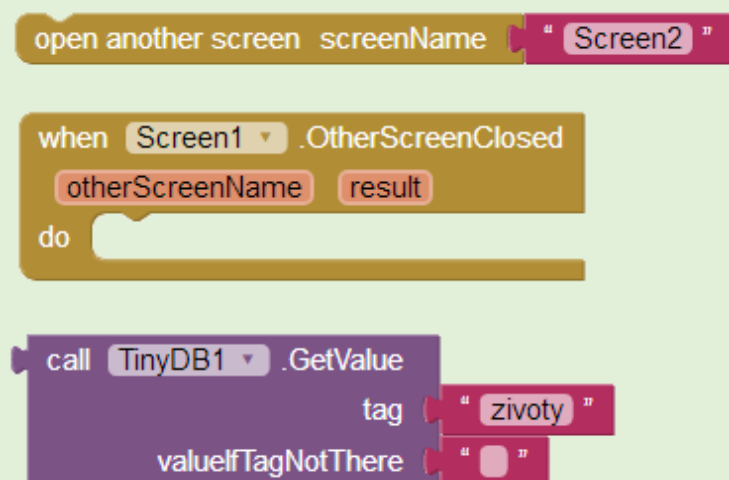 open another screen screenName " Screen2 "
when Screen1 .OtherScreenClosed
otherScreenName result
do
call TinyDB1 .GetValue
tag " zivoty "
valueIfTagNotThere " "